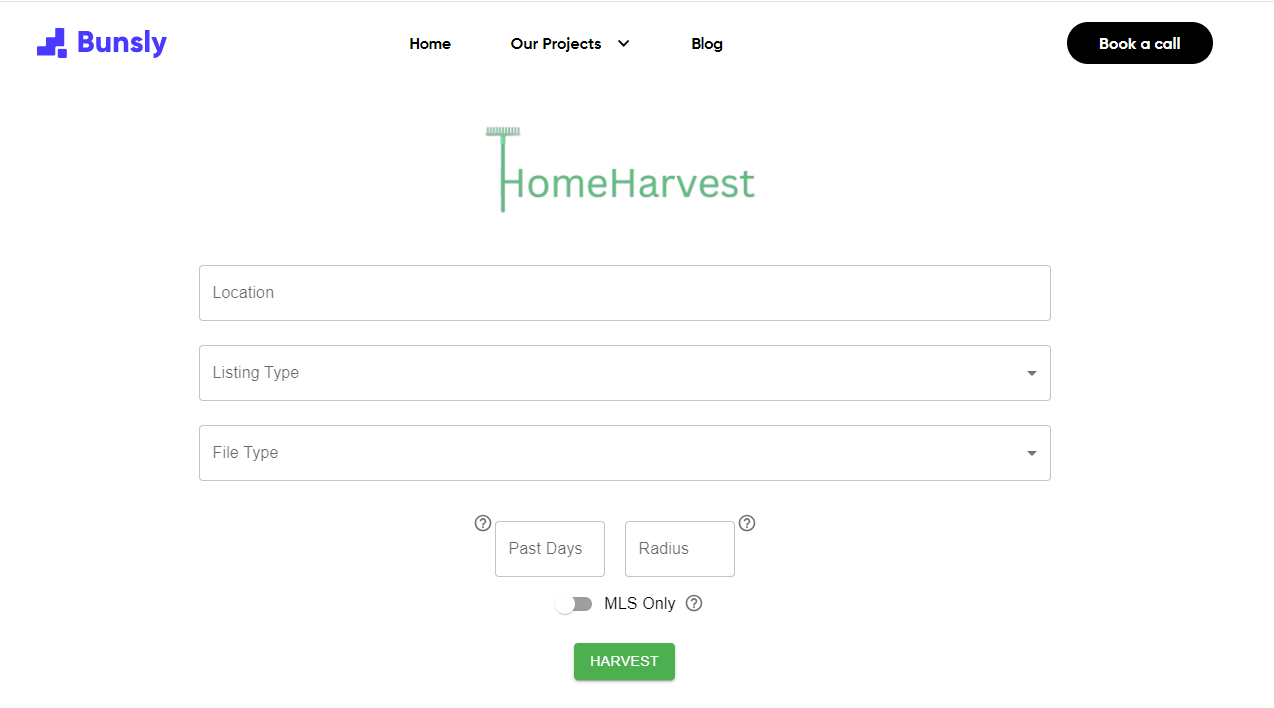 Bunsly
Home
Our Projects
Blog
Book a call
HomeHarvest
Location
Listing Type
File Type
Past Days
Radius
MLS Only
HARVEST